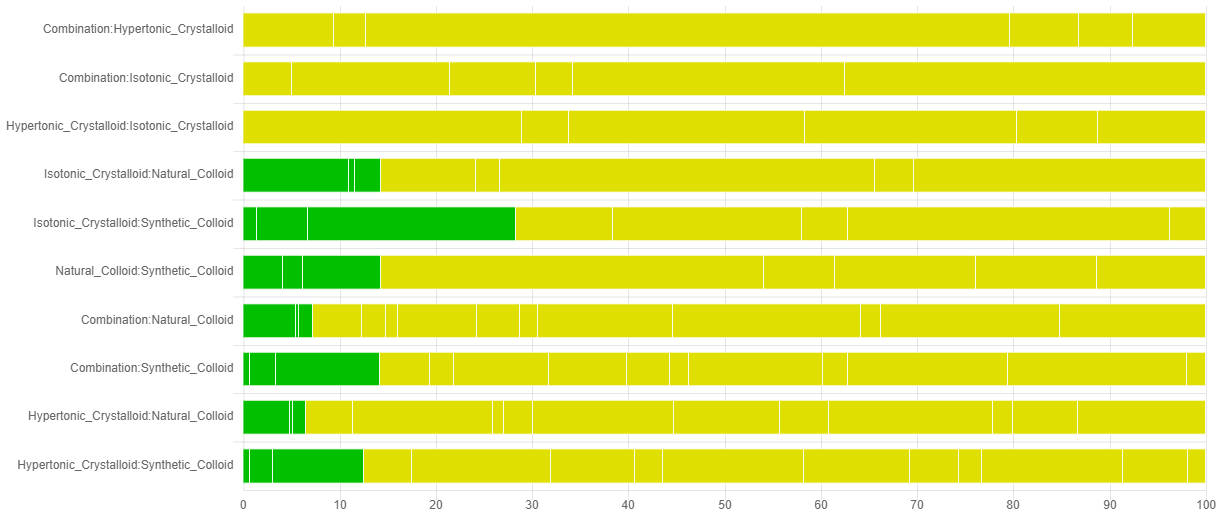 Combination:Hypertonic_Crystalloid
Combination:Isotonic_Crystalloid
Hypertonic_Crystalloid:Isotonic_Crystalloid
Isotonic_Crystalloid:Natural_Colloid
Isotonic_Crystalloid:Synthetic_Colloid
Natural_Colloid:Synthetic_Colloid
Combination:Natural_Colloid
Combination:Synthetic_Colloid
Hypertonic_Crystalloid:Natural_Colloid
Hypertonic_Crystalloid:Synthetic_Colloid
0 10 20 30 40 50 60 70 80 90 100